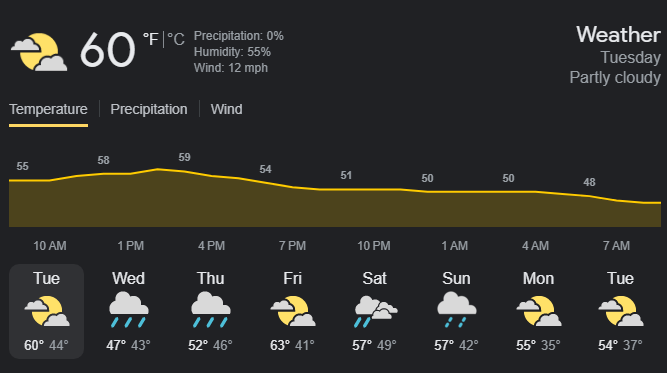 60 °F | °C
Precipitation: 0%
Humidity: 55%
Wind: 12 mph
Weather
Tuesday
Partly cloudy
Temperature | Precipitation | Wind
55 58 59 54 51 50 50 48
10 AM 1 PM 4 PM 7 PM 10 PM 1 AM 4 AM 7 AM
Tue Wed Thu Fri Sat Sun Mon Tue
60° 44° 47° 43° 52° 46° 63° 41° 57° 49° 57° 42° 55° 35° 54° 37°